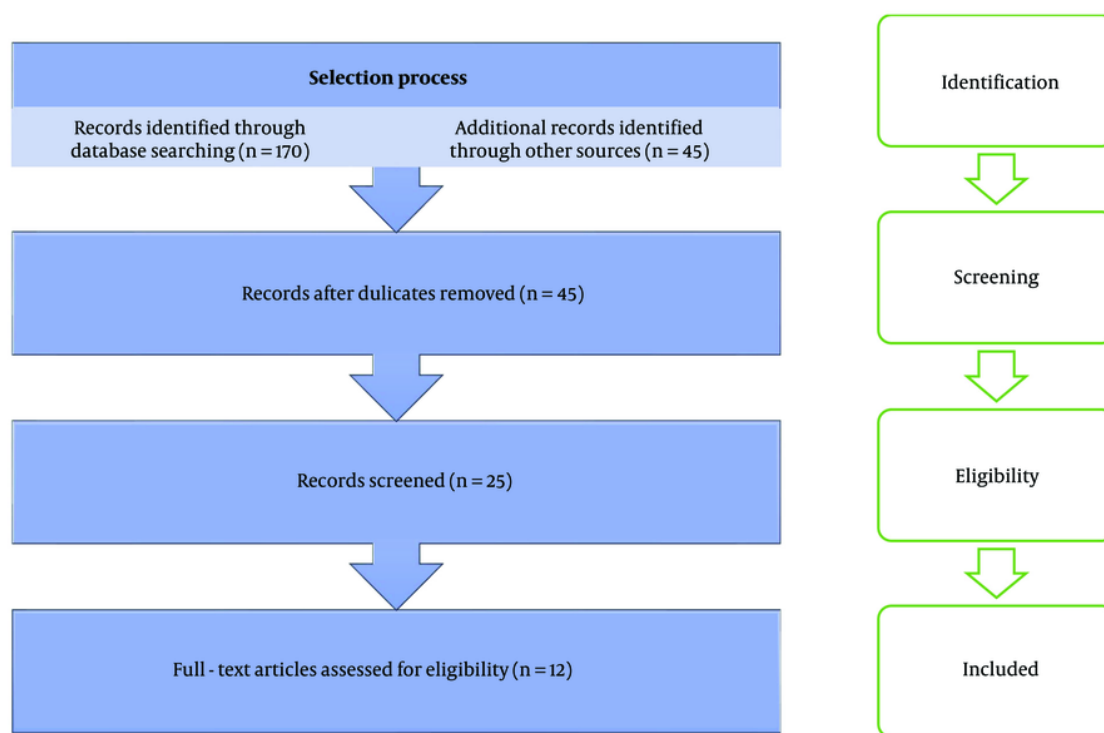 Selection process
Records identified through
database searching (n = 170)
Additional records identified
through other sources (n = 45)
Records after dulicates removed (n = 45)
Records screened (n = 25)
Full - text articles assessed for eligibility (n = 12)
Identification
Screening
Eligibility
Included